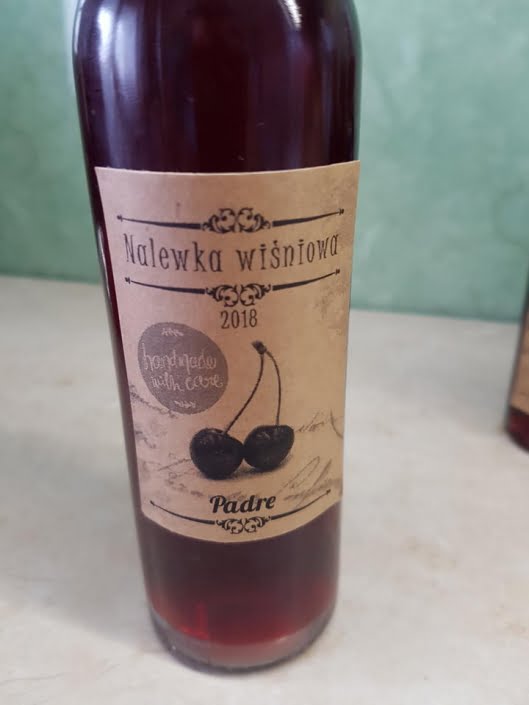 Nalewka wiśniowa
2018
handmade
with care
Padre